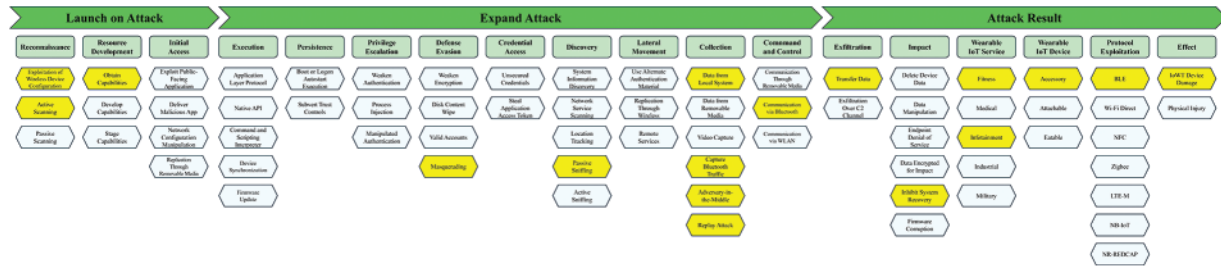 Launch on Attack
Expand Attack
Attack Result
Reconnaissance
Resource
Development
Initial
Access
Execution
Persistence
Privilege
Escalation
Defense
Evasion
Credential
Access
Discovery
Lateral
Movement
Collection
Command
and Control
Exfiltration
Impact
Wearable
IoT Service
Wearable
IoT Device
Protocol
Exploitation
Effect
Exploitation of
Wireless Device
Configuration
Active
Scanning
Passive
Scanning
Obtain
Capabilities
Develop
Capabilities
Stage
Capabilities
Exploit Public-
Facing
Application
Deliver
Malicious App
Network
Configuration
Manipulation
Replication
Through
Removable Media
Application
Layer Protocol
Native API
Command and
Scripting
Interpreter
Device
Synchronization
Firmware
Update
Boot or Logon
Autostart
Execution
Subvert Trust
Controls
Weaken
Authentication
Process
Injection
Manipulated
Authentication
Weaken
Encryption
Disk Content
Wipe
Valid Accounts
Masquerading
Unsecured
Credentials
Steal
Application
Access Token
System
Information
Discovery
Network
Service
Scanning
Location
Tracking
Passive
Sniffing
Active
Sniffing
Use Alternate
Authentication
Material
Replication
Through
Wireless
Remote
Services
Data from
Local System
Data from
Removable
Media
Video Capture
Capture
Bluetooth
Traffic
Adversary-in-
the-Middle
Replay Attack
Communication
Through
Removable Media
Communication
via Bluetooth
Communication
via WLAN
Transfer Data
Exfiltration
Over C2
Channel
Delete Device
Data
Data
Manipulation
Endpoint
Denial of
Service
Data Encrypted
for Impact
Inhibit System
Recovery
Firmware
Corruption
Fitness
Medical
Infotainment
Industrial
Military
Accessory
Attachable
Eatable
BLE
Wi-Fi Direct
NFC
Zigbee
LTE-M
NB-IoT
NR-REDCAP
IoWT Device
Damage
Physical Injury